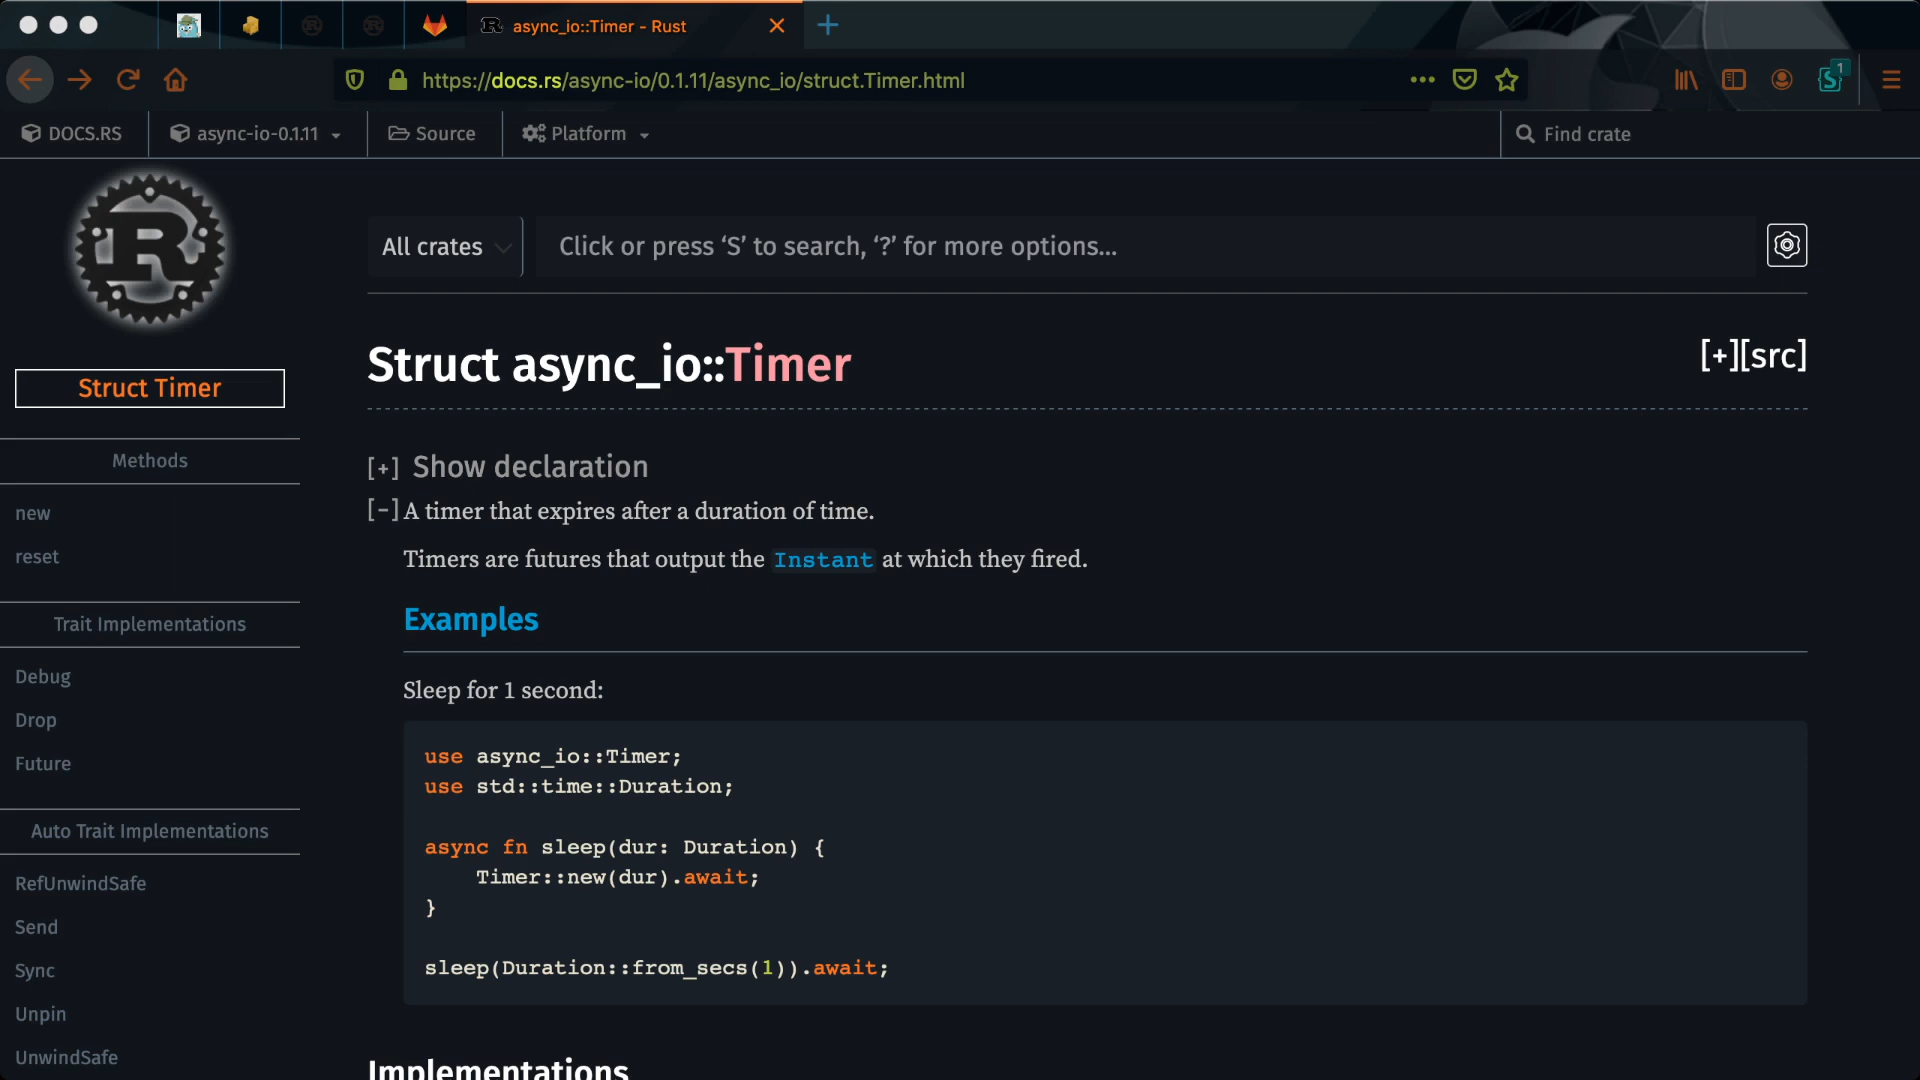 async_io::Timer - Rust
https://docs.rs/async-io/0.1.11/async_io/struct.Timer.html
1
DOCS.RS
async-io-0.1.11
Source
Platform
Find crate
All crates
Click or press ‘S’ to search, ‘?’ for more options...
Struct async_io::Timer
[+][src]
Struct Timer
Methods
new
reset
Trait Implementations
Debug
Drop
Future
Auto Trait Implementations
RefUnwindSafe
Send
Sync
Unpin
UnwindSafe
[+] Show declaration
[-] A timer that expires after a duration of time.
Timers are futures that output the Instant at which they fired.
Examples
Sleep for 1 second:
use async_io::Timer;
use std::time::Duration;
async fn sleep(dur: Duration) {
    Timer::new(dur).await;
}
sleep(Duration::from_secs(1)).await;
Implementations